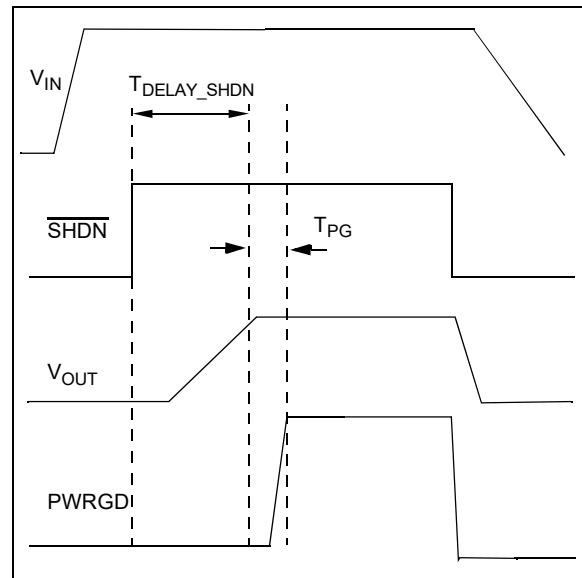 V_IN
T_DELAY_SHDN
SHDN
T_PG
V_OUT
PWRGD